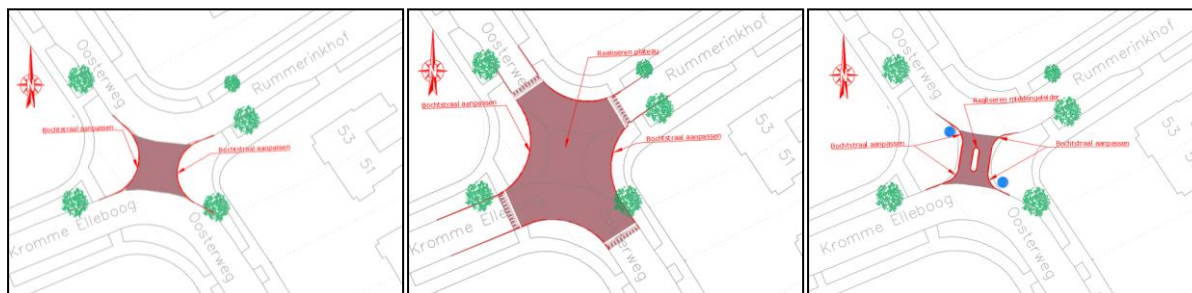 Oosterweg
Rummerinkhof
Bochtstraal aanpassen
Bochtstraal aanpassen
53
51
Kromme Elleboog
Oosterweg
Oosterweg
Realiseren plateau
Rummerinkhof
Bochtstraal aanpassen
Bochtstraal aanpassen
53
51
Kromme Elleboog
Oosterweg
Oosterweg
Rummerinkhof
Realiseren middengeleider
Bochtstraal aanpassen
Bochtstraal aanpassen
53
51
Kromme Elleboog
Oosterweg